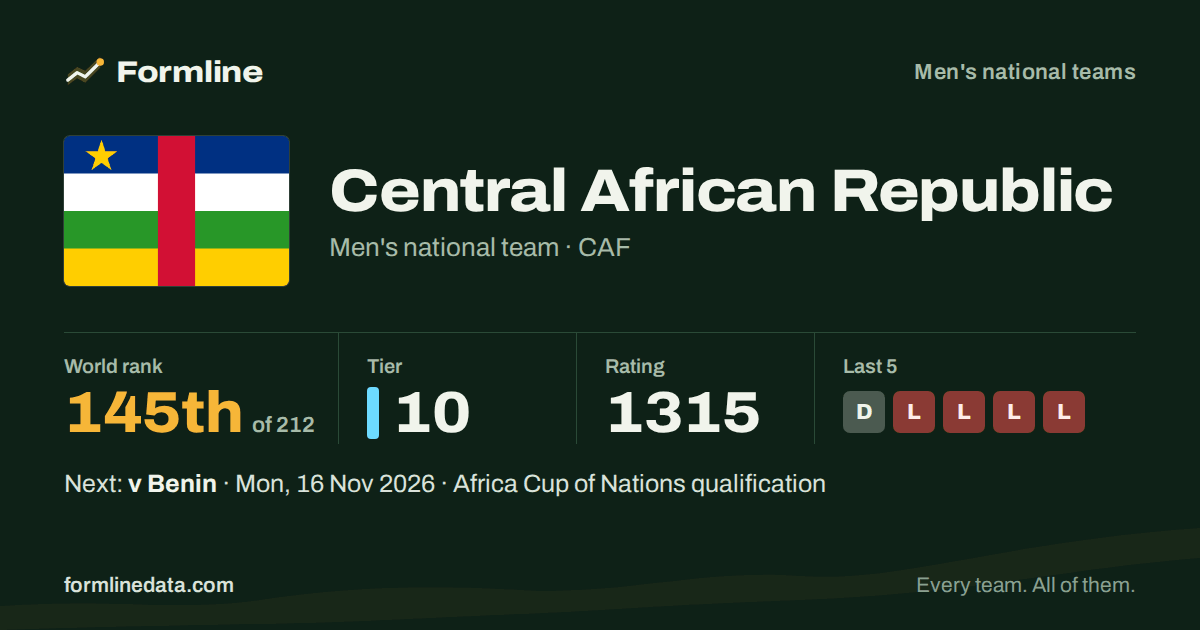 Formline
Men's national teams
Central African Republic
Men's national team · CAF
World rank
145th of 212
Tier
10
Rating
1315
Last 5
D L L L L
Next: v Benin · Mon, 16 Nov 2026 · Africa Cup of Nations qualification
formlinedata.com
Every team. All of them.